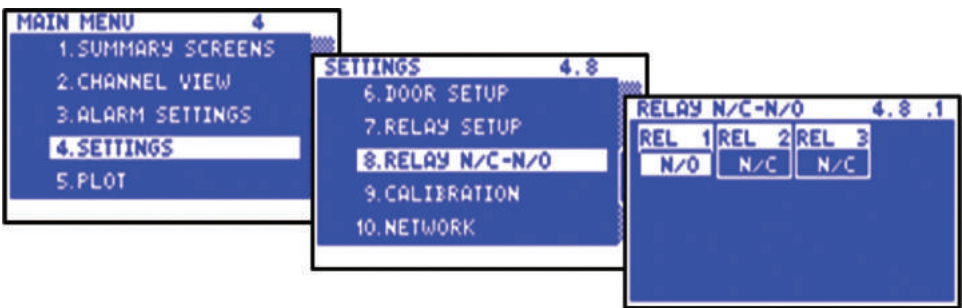 MAIN MENU 4
1.SUMMARY SCREENS
2.CHANNEL VIEW
3.ALARM SETTINGS
4.SETTINGS
5.PLOT
SETTINGS 4.8
6.DOOR SETUP
7.RELAY SETUP
8.RELAY N/C-N/O
9.CALIBRATION
10.NETWORK
RELAY N/C-N/O 4.8 .1
REL 1 REL 2 REL 3
N/O N/C N/C